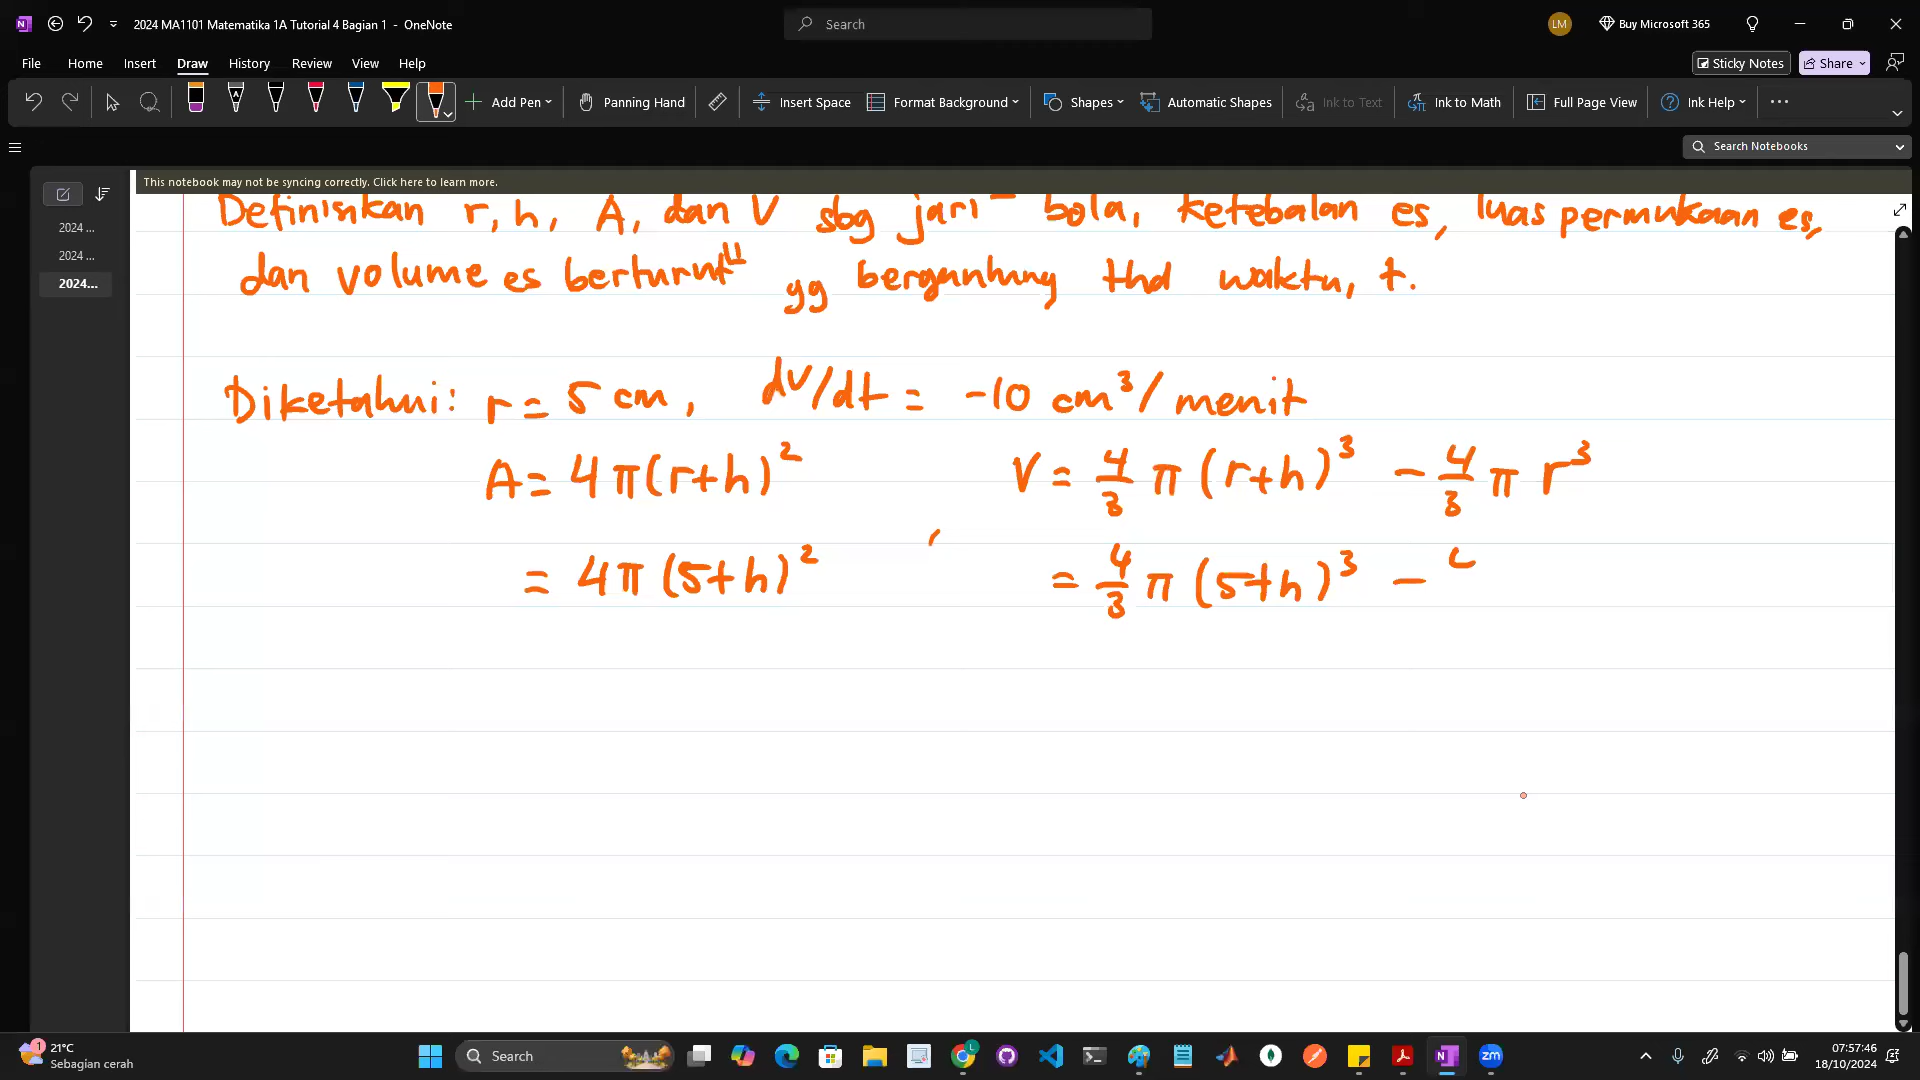 2024 MA1101 Matematika 1A Tutorial 4 Bagian 1 - OneNote
Search
LM
Buy Microsoft 365
File Home Insert Draw History Review View Help
Sticky Notes
Share
Add Pen
Panning Hand
Insert Space
Format Background
Shapes
Automatic Shapes
Ink to Text
Ink to Math
Full Page View
Ink Help
Search Notebooks
This notebook may not be syncing correctly. Click here to learn more.
2024 ...
2024 ...
2024...
Definisikan r, h, A, dan V sbg jari - bola, ketebalan es, luas permukaan es,
dan volume es berturut" yg bergantung thd waktu, t.
Diketahui: r = 5 cm, dV/dt = -10 cm³/menit
A = 4π(r+h)² V = 4/3 π (r+h)³ - 4/3 π r³
= 4π(5+h)² = 4/3 π (5+h)³ -
1
21°C
Sebagian cerah
Search
zm
07:57:46
18/10/2024